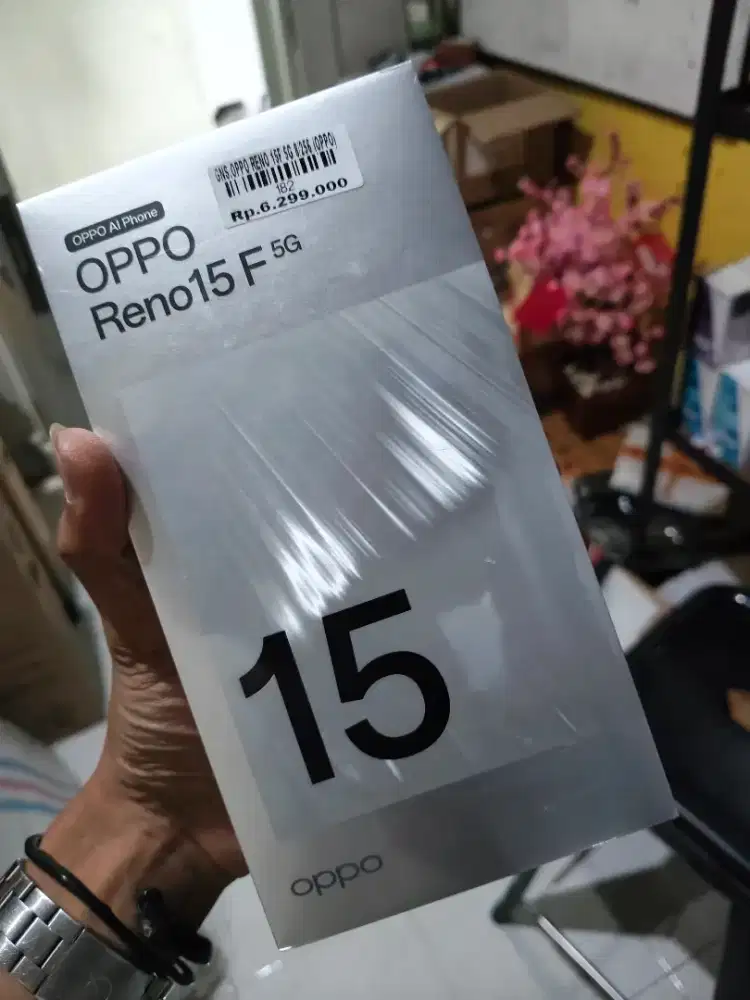 GNS.OPPO RENO 15F 5G 8/256 (OPPO)
182
Rp.6.299.000
OPPO AI Phone
OPPO
Reno15 F 5G
15
oppo